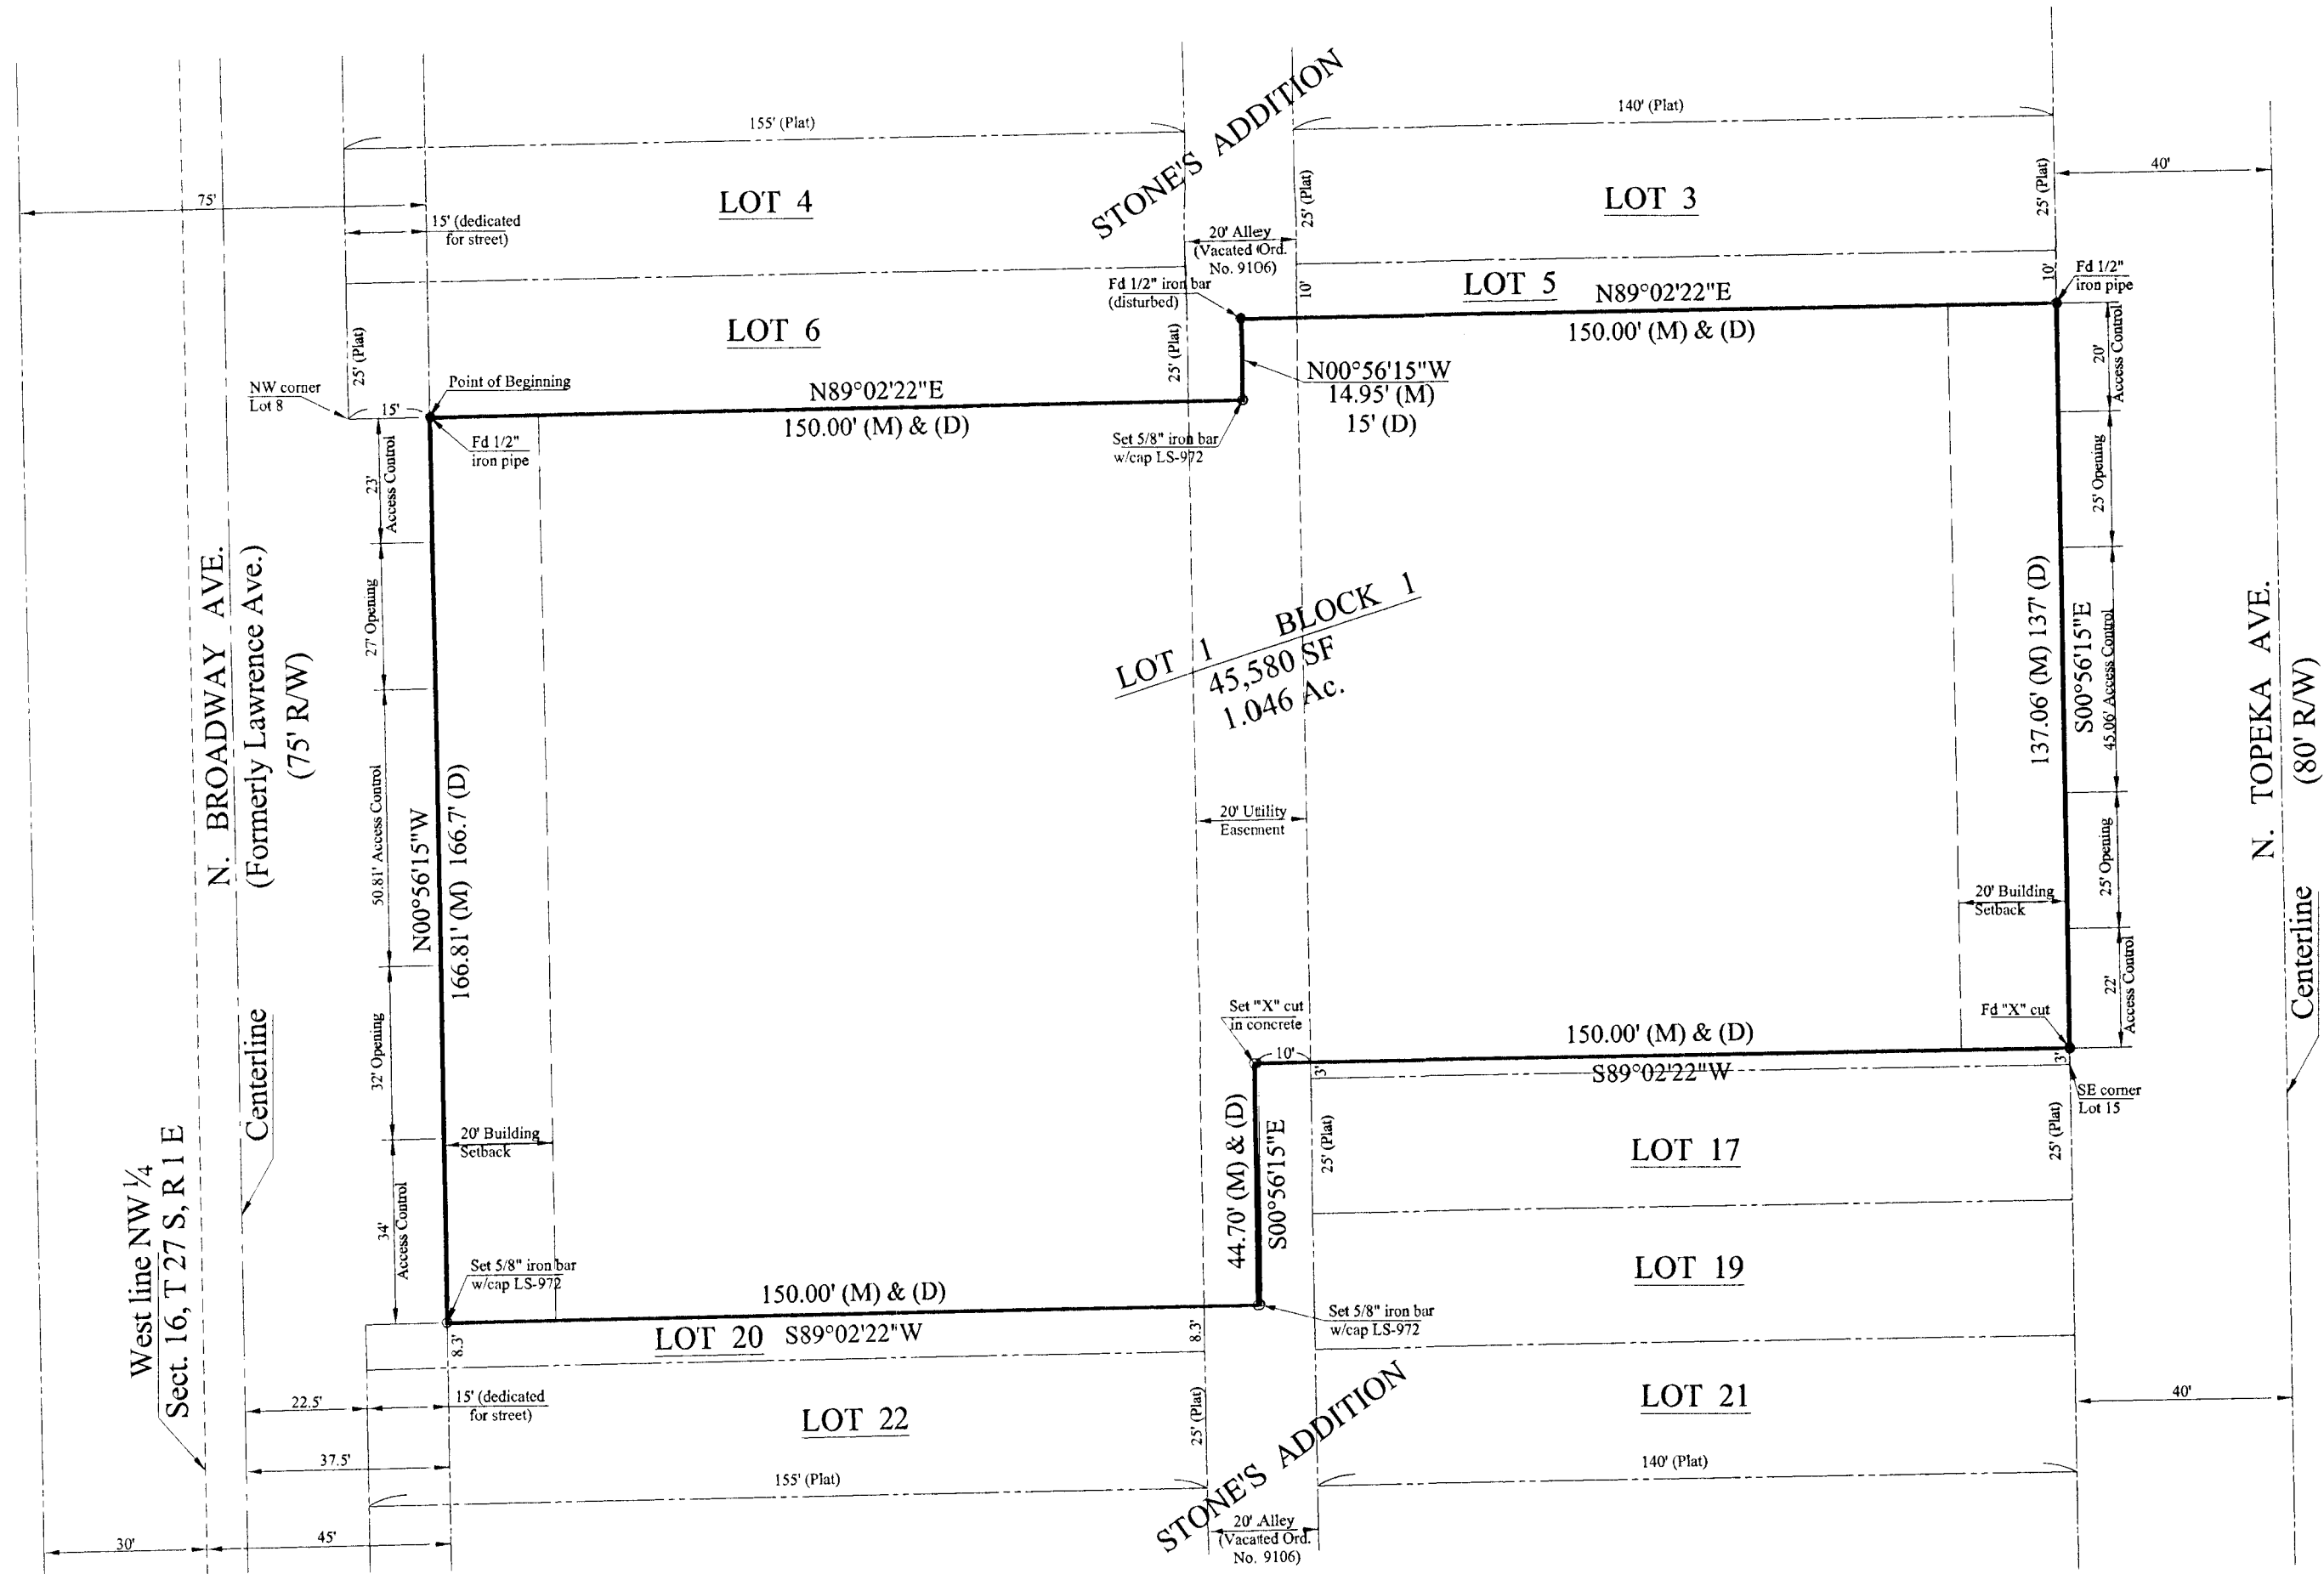 STONE'S ADDITION
155' (Plat)
140' (Plat)
75'
15' (dedicated
for street)
LOT 4
20' Alley
(Vacated Ord.
No. 9106)
25' (Plat)
LOT 3
25' (Plat)
40'
Fd 1/2" iron bar
(disturbed)
10'
LOT 5
N89°02'22"E
150.00' (M) & (D)
10'
Fd 1/2"
iron pipe
25' (Plat)
LOT 6
25' (Plat)
N00°56'15"W
14.95' (M)
15' (D)
20'
Access Control
NW corner
Lot 8
15'
Point of Beginning
N89°02'22"E
150.00' (M) & (D)
Fd 1/2"
iron pipe
Set 5/8" iron bar
w/cap LS-972
23'
Access Control
25' Opening
27' Opening
N. BROADWAY AVE.
(Formerly Lawrence Ave.)
(75' R/W)
LOT 1 BLOCK 1
45,580 SF
1.046 Ac.
137.06' (M) 137' (D)
S00°56'15"E
45.06' Access Control
N. TOPEKA AVE.
(80' R/W)
50.81' Access Control
N00°56'15"W
166.81' (M) 166.7' (D)
20' Utility
Easement
25' Opening
20' Building
Setback
Centerline
22'
Access Control
Centerline
32' Opening
Set "X" cut
in concrete
10'
150.00' (M) & (D)
S89°02'22"W
Fd "X" cut
3'
3'
SE corner
Lot 15
West line NW 1/4
Sect. 16, T 27 S, R 1 E
20' Building
Setback
34'
Access Control
44.70' (M) & (D)
S00°56'15"E
25' (Plat)
LOT 17
25' (Plat)
Set 5/8" iron bar
w/cap LS-972
150.00' (M) & (D)
LOT 19
8.3'
LOT 20
S89°02'22"W
8.3'
Set 5/8" iron bar
w/cap LS-972
22.5'
15' (dedicated
for street)
LOT 22
25' (Plat)
STONE'S ADDITION
LOT 21
40'
37.5'
155' (Plat)
140' (Plat)
30'
45'
20' Alley
(Vacated Ord.
No. 9106)